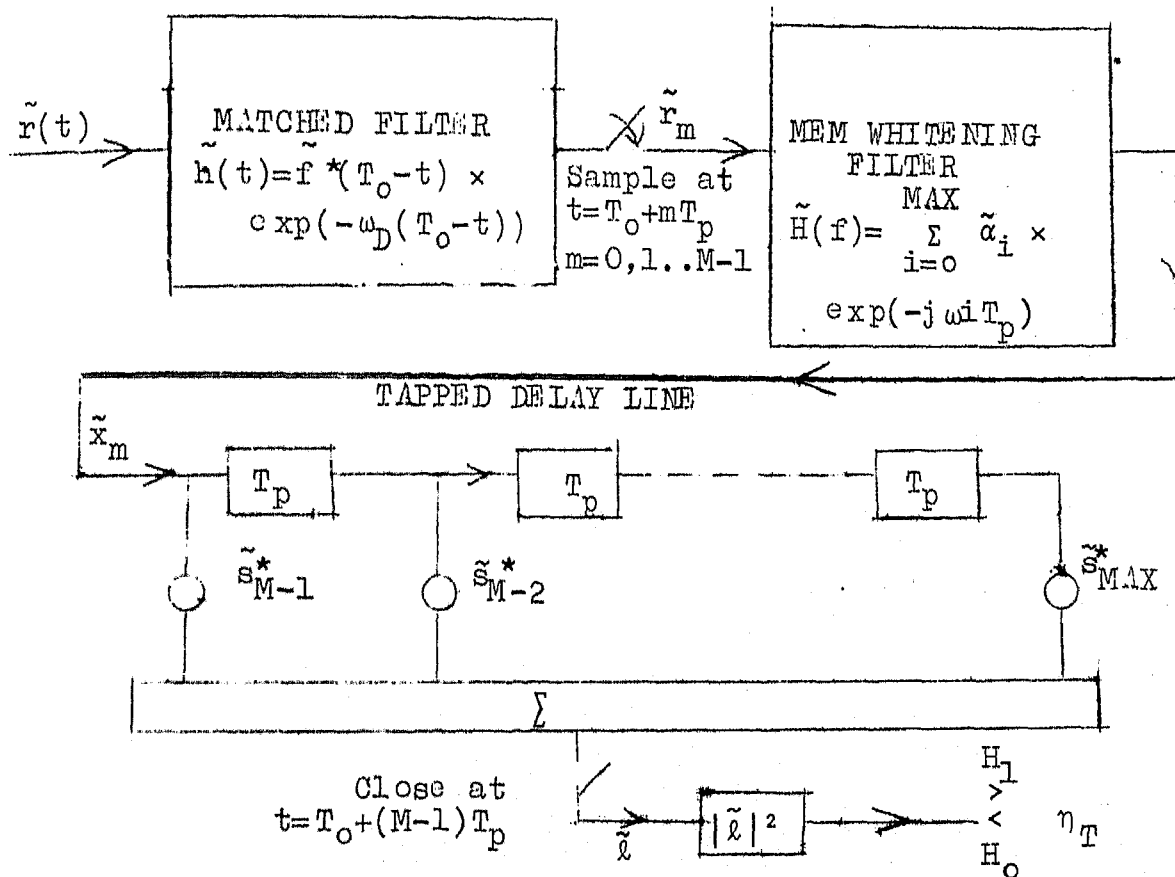 r̃(t)
MATCHED FILTER
h̃(t)=f̃*(T_o-t) ×
exp(-ω_D(T_o-t))
r̃_m
Sample at
t=T_o+mT_p
m=0,1..M-1
MEM WHITENING
FILTER
MAX
H̃(f)= Σ α̃_i ×
i=0
exp(-jωiT_p)
TAPPED DELAY LINE
x̃_m
T_p
T_p
T_p
s̃*_M-1
s̃*_M-2
s̃*_MAX
Σ
Close at
t=T_o+(M-1)T_p
ℓ̃
|ℓ̃|²
H_1
>
<
H_o
η_T